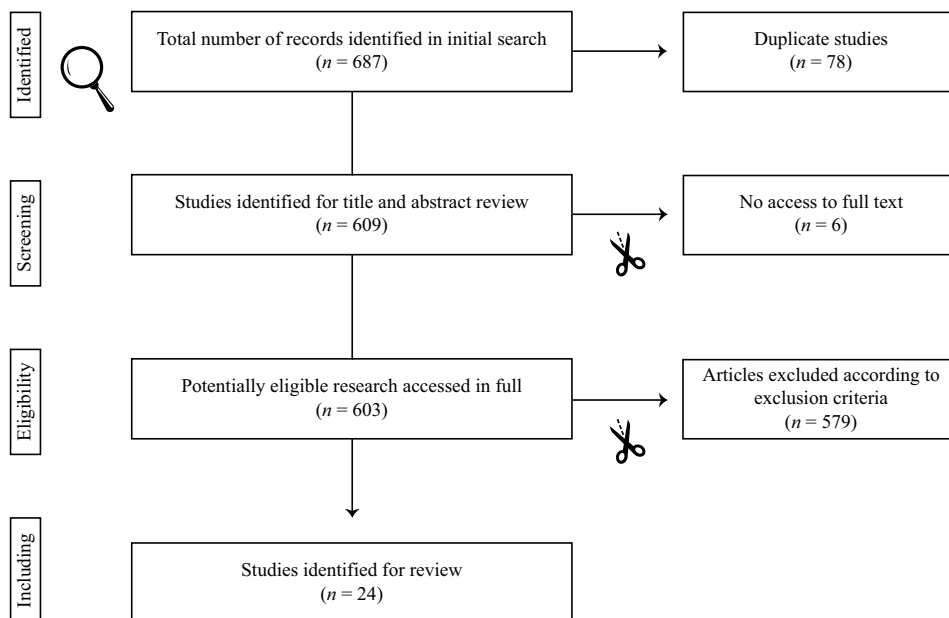 Identified
Total number of records identified in initial search
(n = 687)
Duplicate studies
(n = 78)
Screening
Studies identified for title and abstract review
(n = 609)
No access to full text
(n = 6)
Eligibility
Potentially eligible research accessed in full
(n = 603)
Articles excluded according to
exclusion criteria
(n = 579)
Including
Studies identified for review
(n = 24)